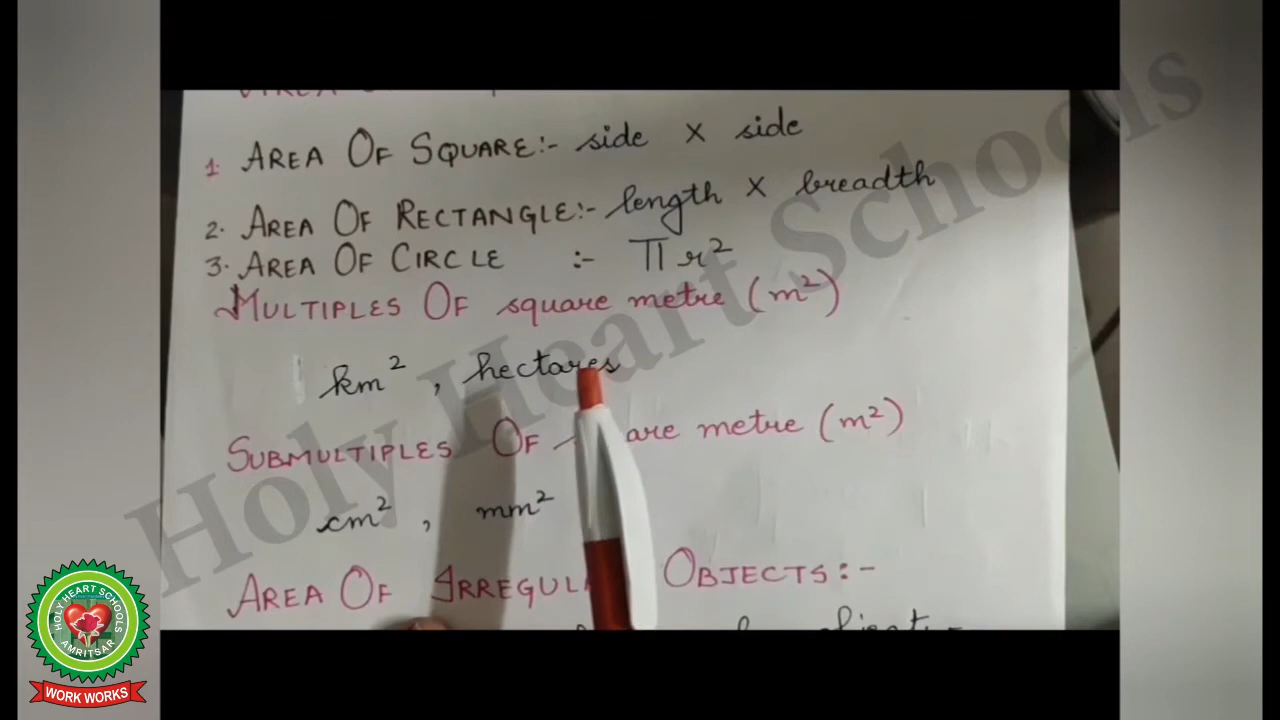 1. AREA OF SQUARE:- side × side
2. AREA OF RECTANGLE:- length × breadth
3. AREA OF CIRCLE :- π r²
MULTIPLES OF square metre (m²)
km² , hectares
SUBMULTIPLES OF metre (m²)
cm² , mm²
AREA OF OBJECTS:-
Holy Heart Schools
HOLY HEART SCHOOLS
AMRITSAR
WORK WORKS